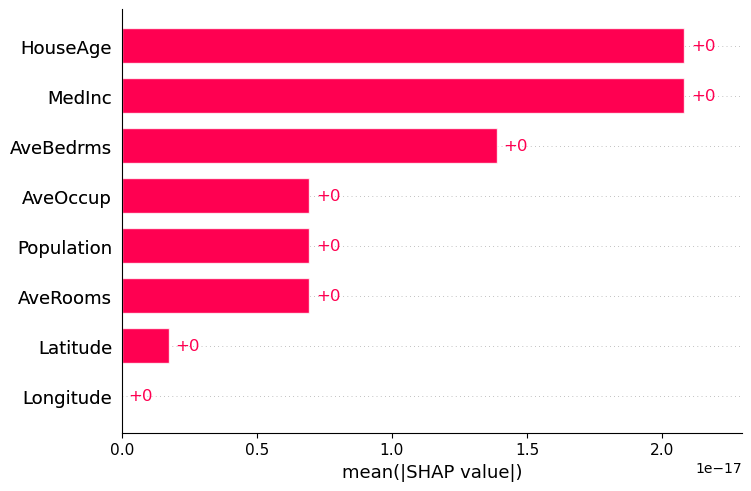 HouseAge +0
MedInc +0
AveBedrms +0
AveOccup +0
Population +0
AveRooms +0
Latitude +0
Longitude +0
0.0 0.5 1.0 1.5 2.0
1e−17
mean(|SHAP value|)